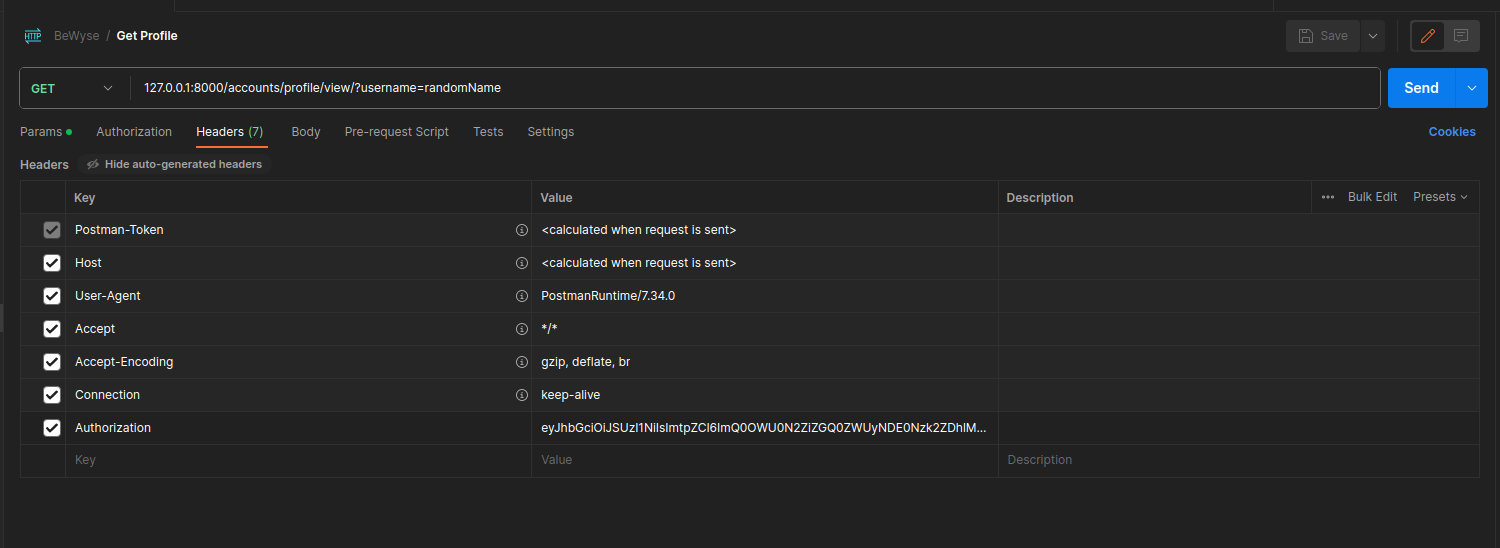 HTTP BeWyse / Get Profile Save
GET 127.0.0.1:8000/accounts/profile/view/?username=randomName Send
Params Authorization Headers (7) Body Pre-request Script Tests Settings Cookies
Headers Hide auto-generated headers
Key Value Description ••• Bulk Edit Presets
Postman-Token <calculated when request is sent>
Host <calculated when request is sent>
User-Agent PostmanRuntime/7.34.0
Accept */*
Accept-Encoding gzip, deflate, br
Connection keep-alive
Authorization eyJhbGciOiJSUzI1NiIsImtpZCI6ImQ0OWU0N2ZiZGQ0ZWUyNDE0Nzk2ZDhlM...
Key Value Description